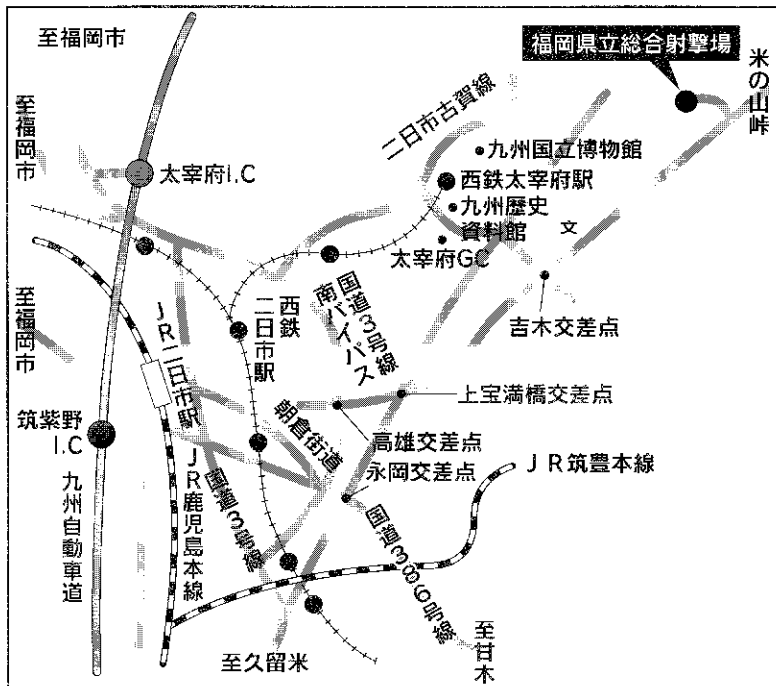 至福岡市
福岡県立総合射撃場
米の山峠
至福岡市
二日市古賀線
太宰府I.C
九州国立博物館
西鉄太宰府駅
九州歴史
資料館
文
太宰府GC
至福岡市
国道3号線
南バイパス
西鉄
二日市駅
吉木交差点
JR二日市駅
上宝満橋交差点
筑紫野
I.C
朝倉街道
高雄交差点
永岡交差点
JR筑豊本線
九州自動車道
JR鹿児島本線
国道3号線
国道386号線
至甘木
至久留米